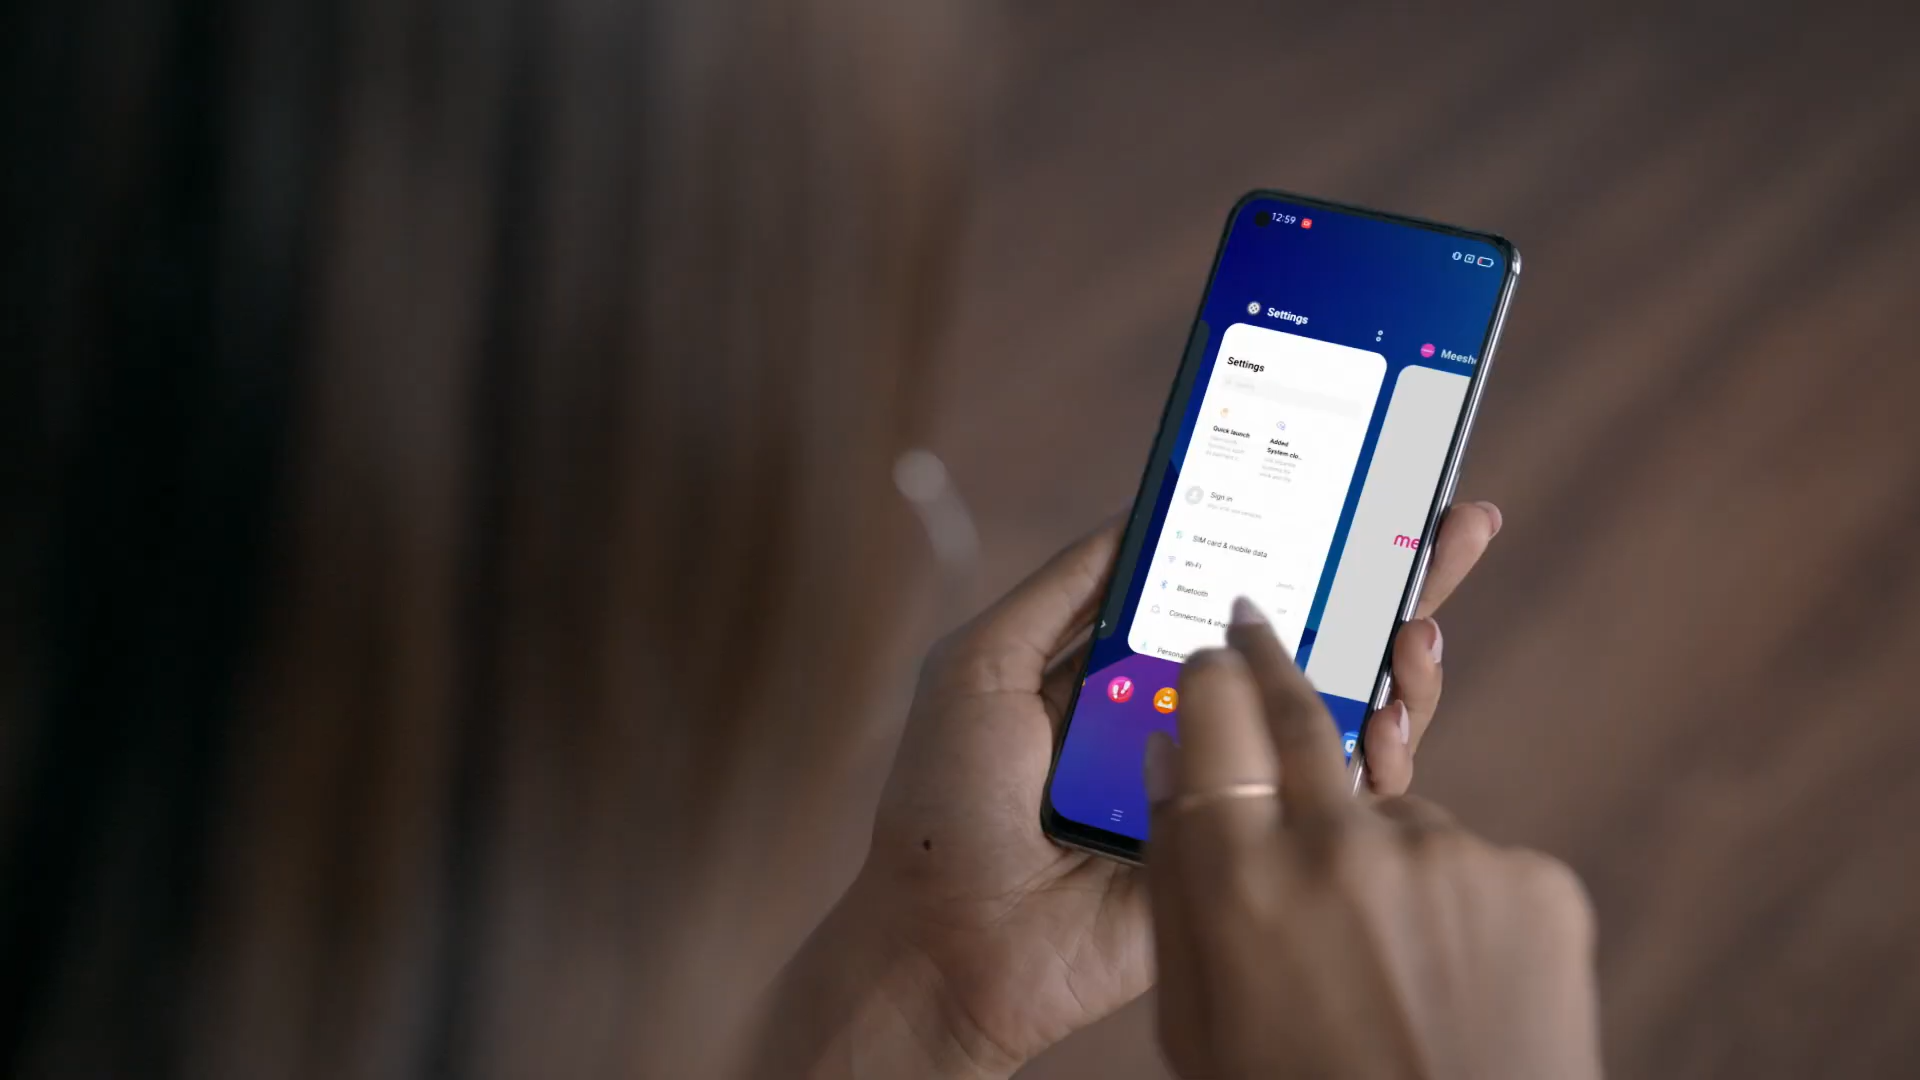 12:59
Settings
Meesh
Settings
Quick launch
Added
System clo..
Sign in
SIM card & mobile data
Wi-Fi
Bluetooth
Connection & sha
Personal
me